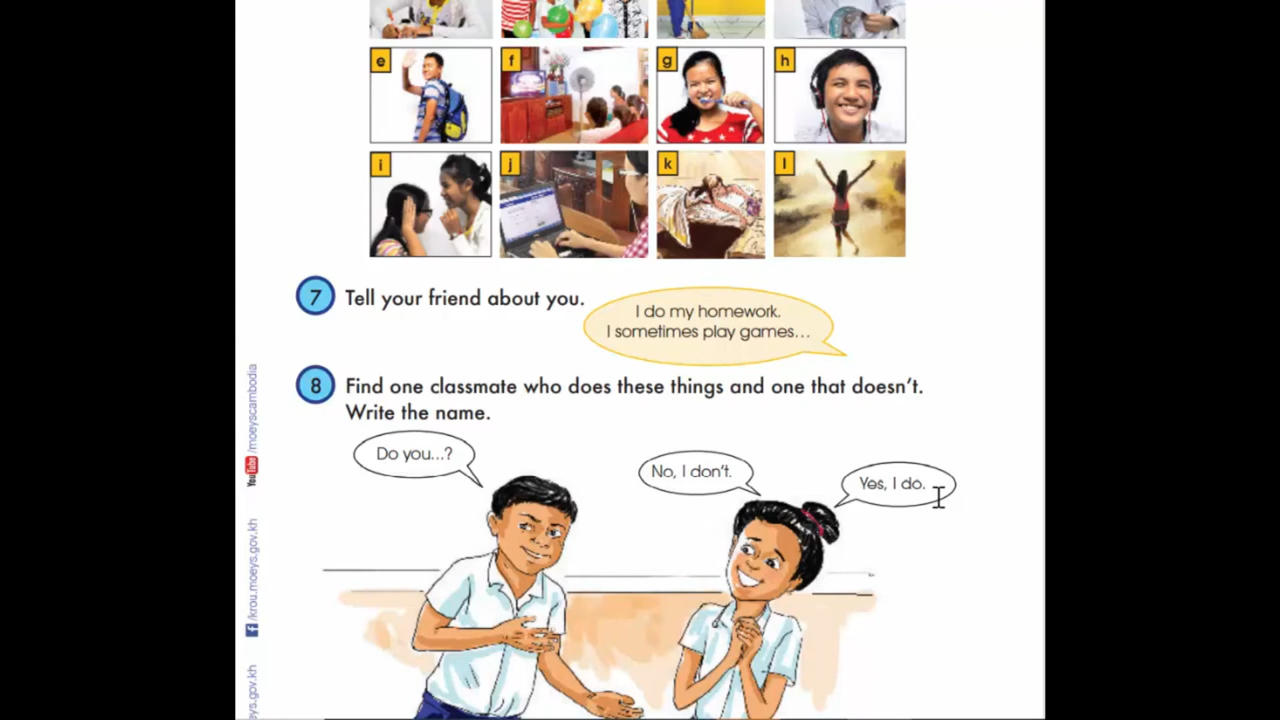 e
f
g
h
i
j
k
l
7 Tell your friend about you.
I do my homework.
I sometimes play games...
8 Find one classmate who does these things and one that doesn't.
Write the name.
Do you...?
No, I don't.
Yes, I do.
YouTube /moeyscambodia
f /krou.moeys.gov.kh
eys.gov.kh